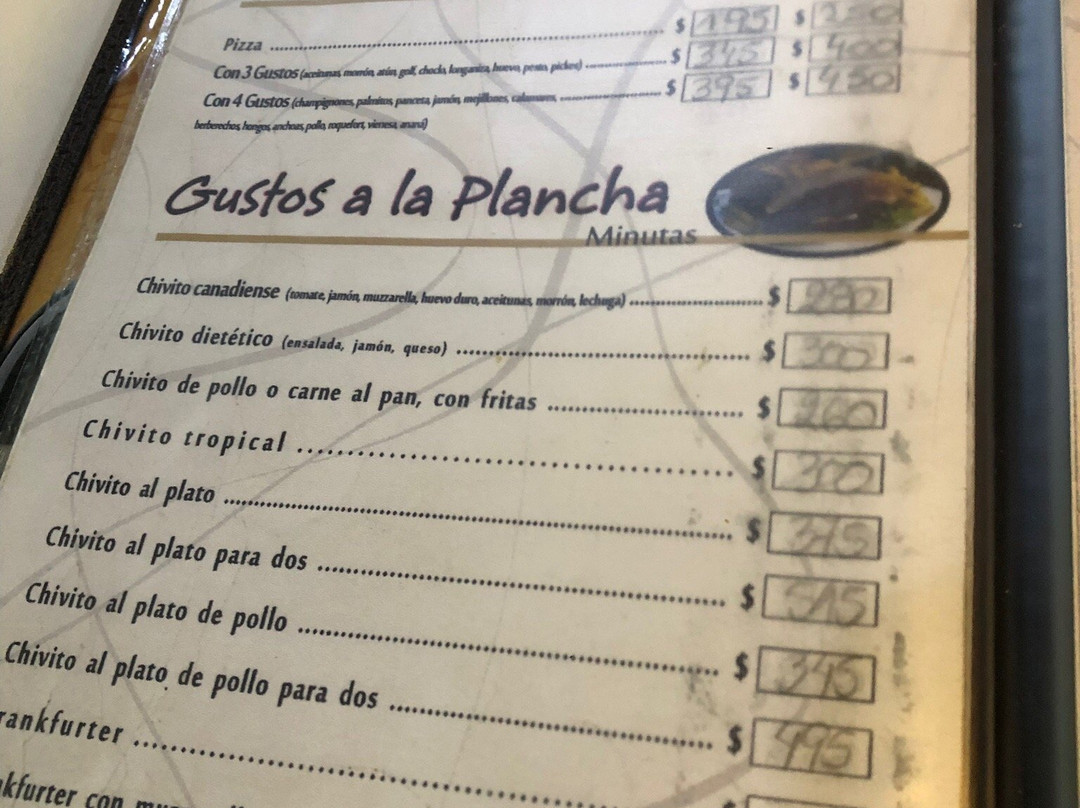 Pizza ........ $ 195 $ 250
Con 3 Gustos (aceitunas, morrón, atún, golf, choclo, longaniza, huevo, pesto, pickes) ........ $ 345 $ 400
Con 4 Gustos (champignones, palmitos, panceta, jamón, mejillones, calamares, ........ $ 395 $ 450
berberechos, hongos, anchoas, pollo, roquefort, vienesa, ananá)
Gustos a la Plancha
Minutas
Chivito canadiense (tomate, jamón, muzzarella, huevo duro, aceitunas, morrón, lechuga) ........ $
Chivito dietético (ensalada, jamón, queso) ........ $ 300
Chivito de pollo o carne al pan, con fritas ........ $ 260
Chivito tropical ........ $ 300
Chivito al plato ........ $ 375
Chivito al plato para dos ........ $
Chivito al plato de pollo ........ $ 345
Chivito al plato de pollo para dos ........ $ 495
rankfurter ........ $
kfurter con